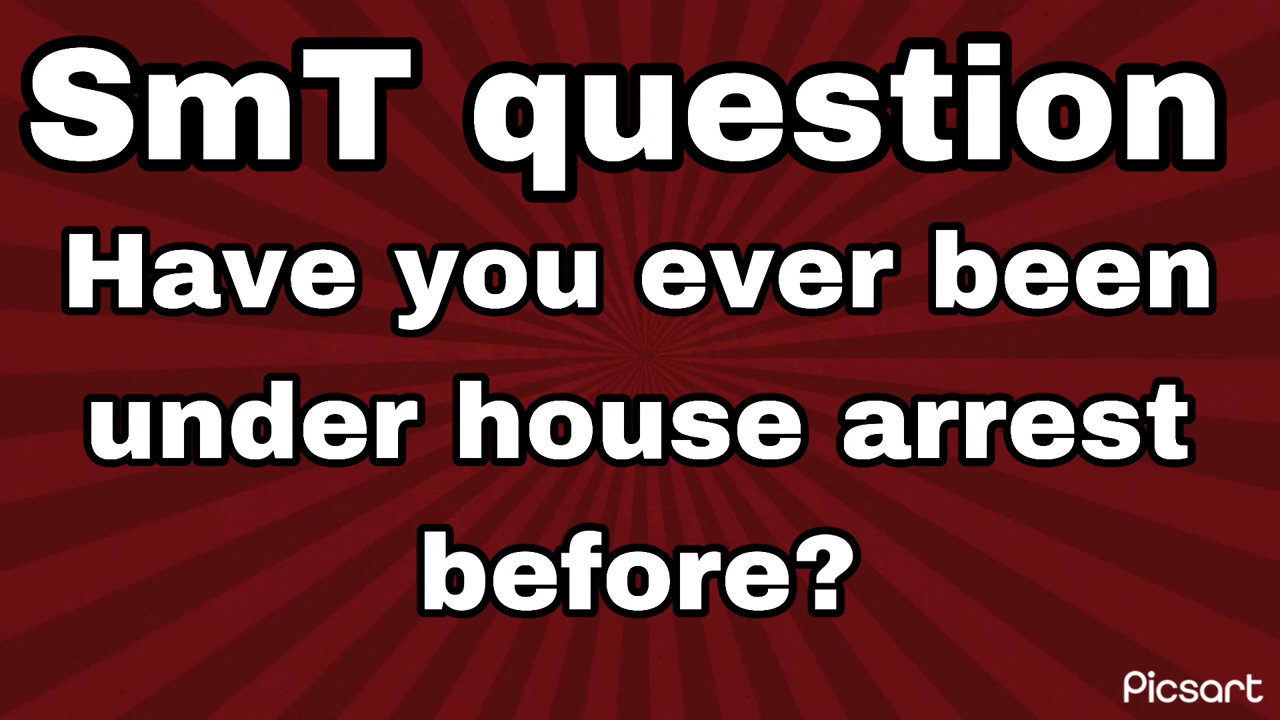 SmT question
Have you ever been
under house arrest
before?
Picsart